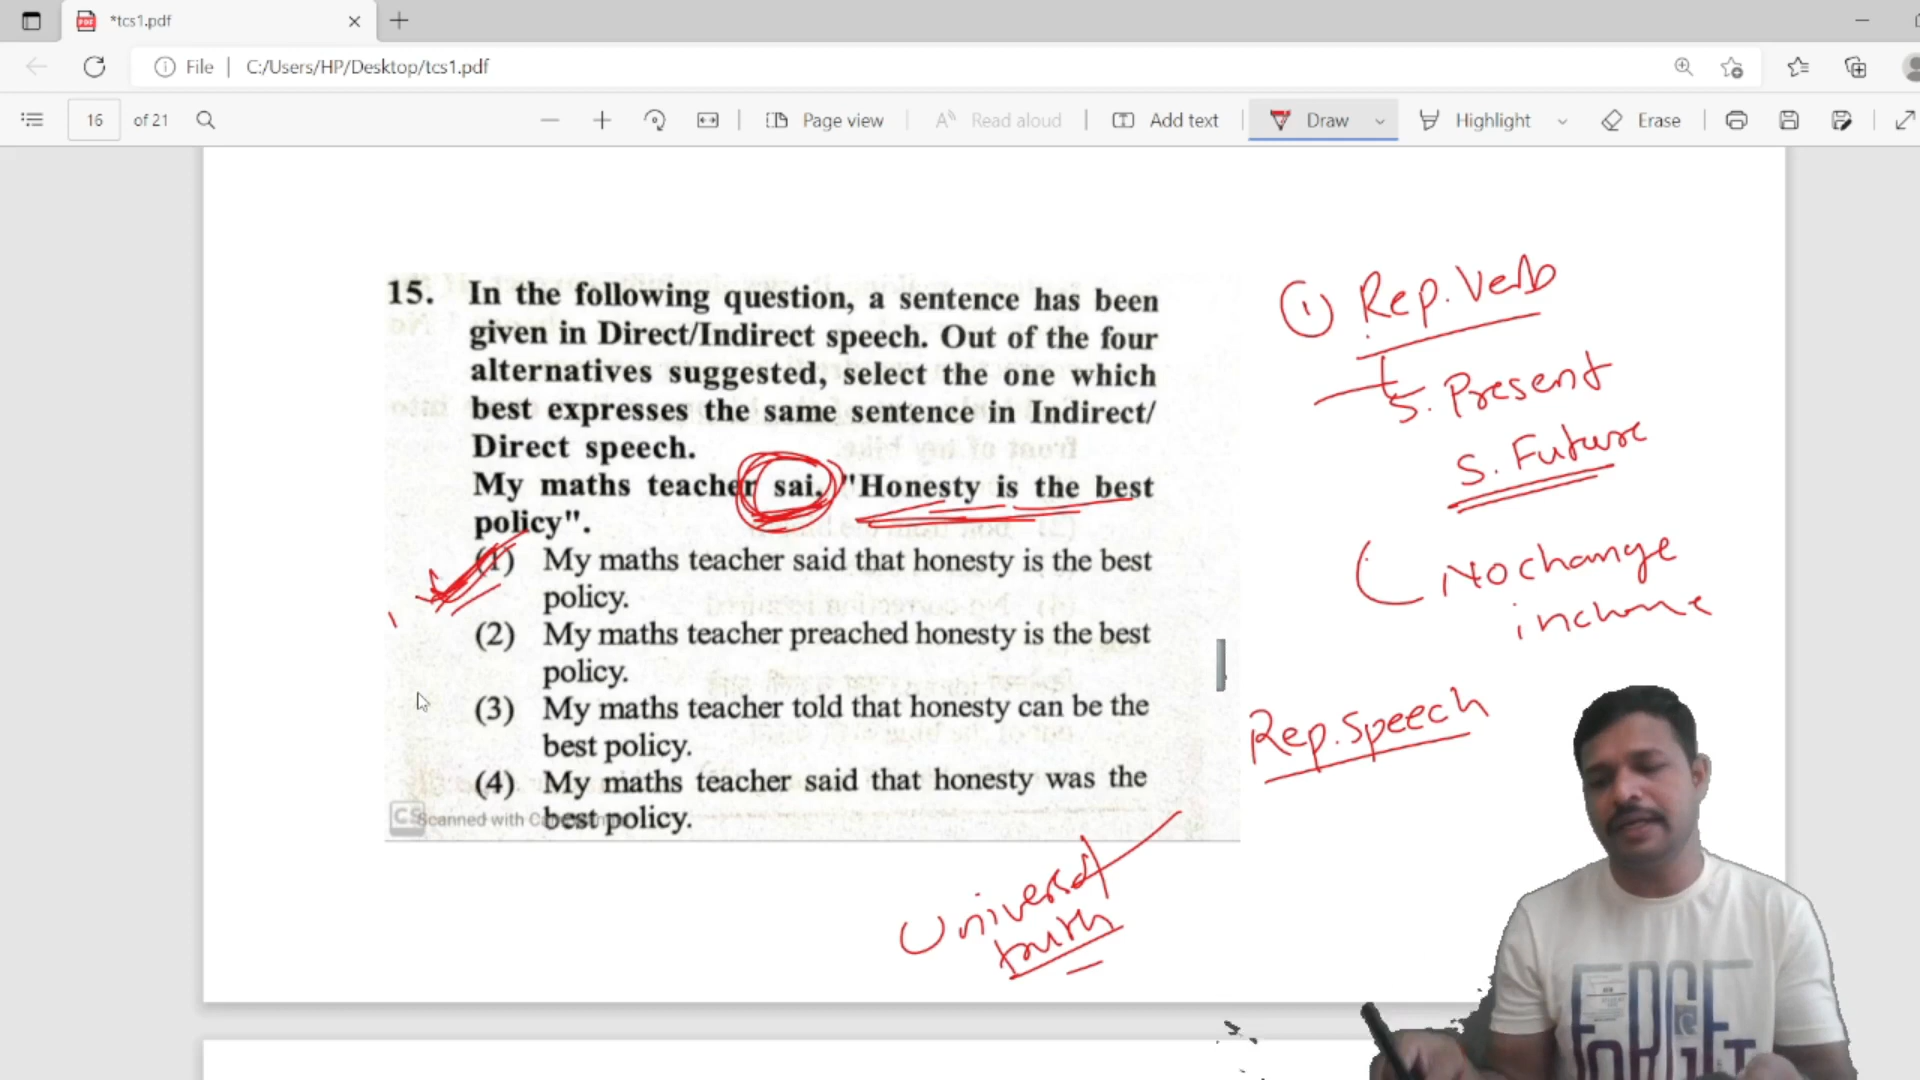 *tcs1.pdf
File | C:/Users/HP/Desktop/tcs1.pdf
16 of 21
Page view
Read aloud
Add text
Draw
Highlight
Erase
15. In the following question, a sentence has been
given in Direct/Indirect speech. Out of the four
alternatives suggested, select the one which
best expresses the same sentence in Indirect/
Direct speech.
My maths teacher sai, "Honesty is the best
policy".
(1) My maths teacher said that honesty is the best
policy.
(2) My maths teacher preached honesty is the best
policy.
(3) My maths teacher told that honesty can be the
best policy.
(4) My maths teacher said that honesty was the
best policy.
CS Scanned with
1 Rep. Verb
S. Present
S. Future
No change
Rep. Speech
Universal
truth
FORGET